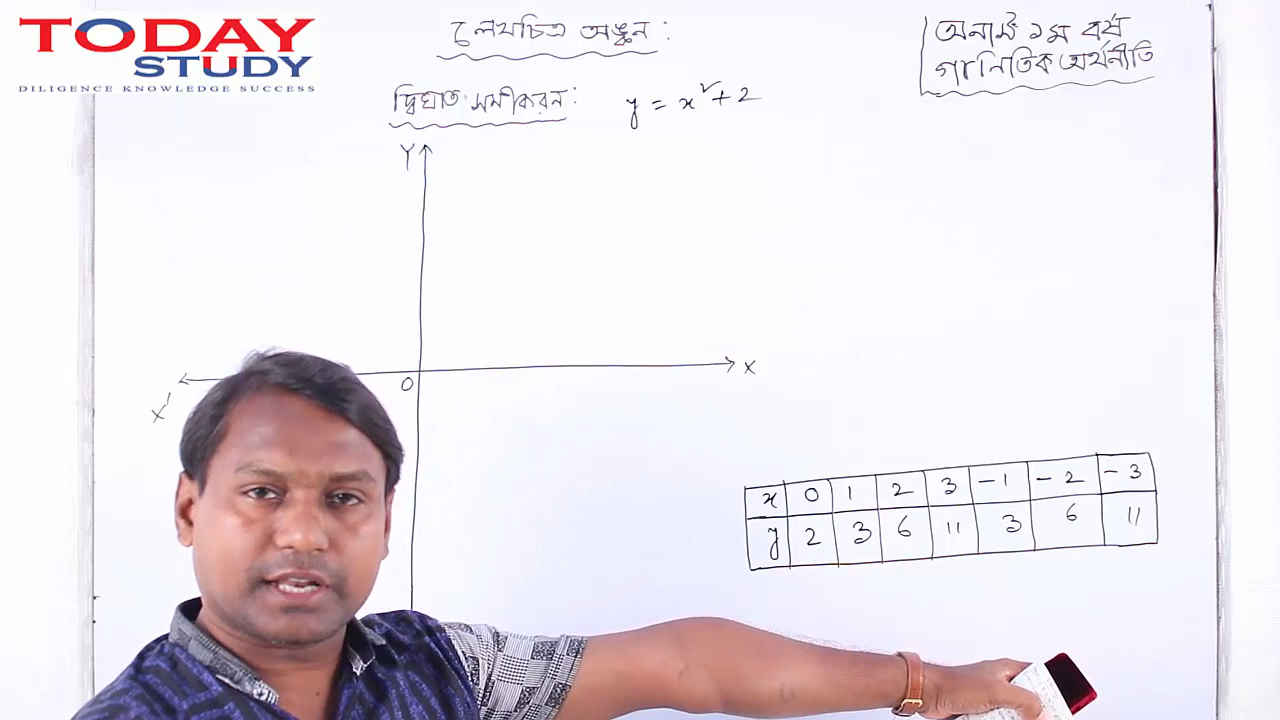 TODAY
STUDY
DILIGENCE KNOWLEDGE SUCCESS
লেখচিত্র অঙ্কন :
অনার্স ১ম বর্ষ
গাণিতিক অর্থনীতি
দ্বিঘাত সমীকরন : y = x² + 2
Y
X
O
X′
x 0 1 2 3 -1 -2 -3
y 2 3 6 11 3 6 11